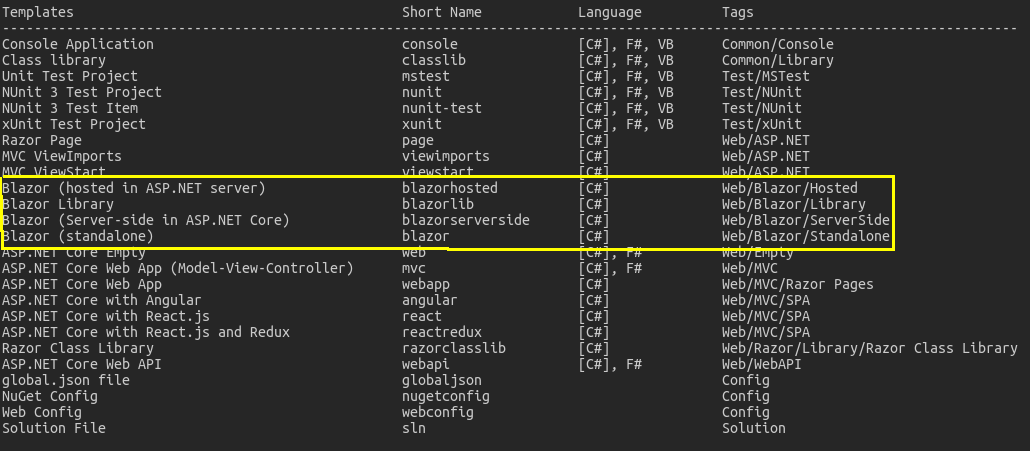 Templates Short Name Language Tags
----------------------------------------------------------------------------------------------------------------------------
Console Application console [C#], F#, VB Common/Console
Class library classlib [C#], F#, VB Common/Library
Unit Test Project mstest [C#], F#, VB Test/MSTest
NUnit 3 Test Project nunit [C#], F#, VB Test/NUnit
NUnit 3 Test Item nunit-test [C#], F#, VB Test/NUnit
xUnit Test Project xunit [C#], F#, VB Test/xUnit
Razor Page page [C#] Web/ASP.NET
MVC ViewImports viewimports [C#] Web/ASP.NET
MVC ViewStart viewstart [C#] Web/ASP.NET
Blazor (hosted in ASP.NET server) blazorhosted [C#] Web/Blazor/Hosted
Blazor Library blazorlib [C#] Web/Blazor/Library
Blazor (Server-side in ASP.NET Core) blazorserverside [C#] Web/Blazor/ServerSide
Blazor (standalone) blazor [C#] Web/Blazor/Standalone
ASP.NET Core Empty web [C#], F# Web/Empty
ASP.NET Core Web App (Model-View-Controller) mvc [C#], F# Web/MVC
ASP.NET Core Web App webapp [C#] Web/MVC/Razor Pages
ASP.NET Core with Angular angular [C#] Web/MVC/SPA
ASP.NET Core with React.js react [C#] Web/MVC/SPA
ASP.NET Core with React.js and Redux reactredux [C#] Web/MVC/SPA
Razor Class Library razorclasslib [C#] Web/Razor/Library/Razor Class Library
ASP.NET Core Web API webapi [C#], F# Web/WebAPI
global.json file globaljson Config
NuGet Config nugetconfig Config
Web Config webconfig Config
Solution File sln Solution